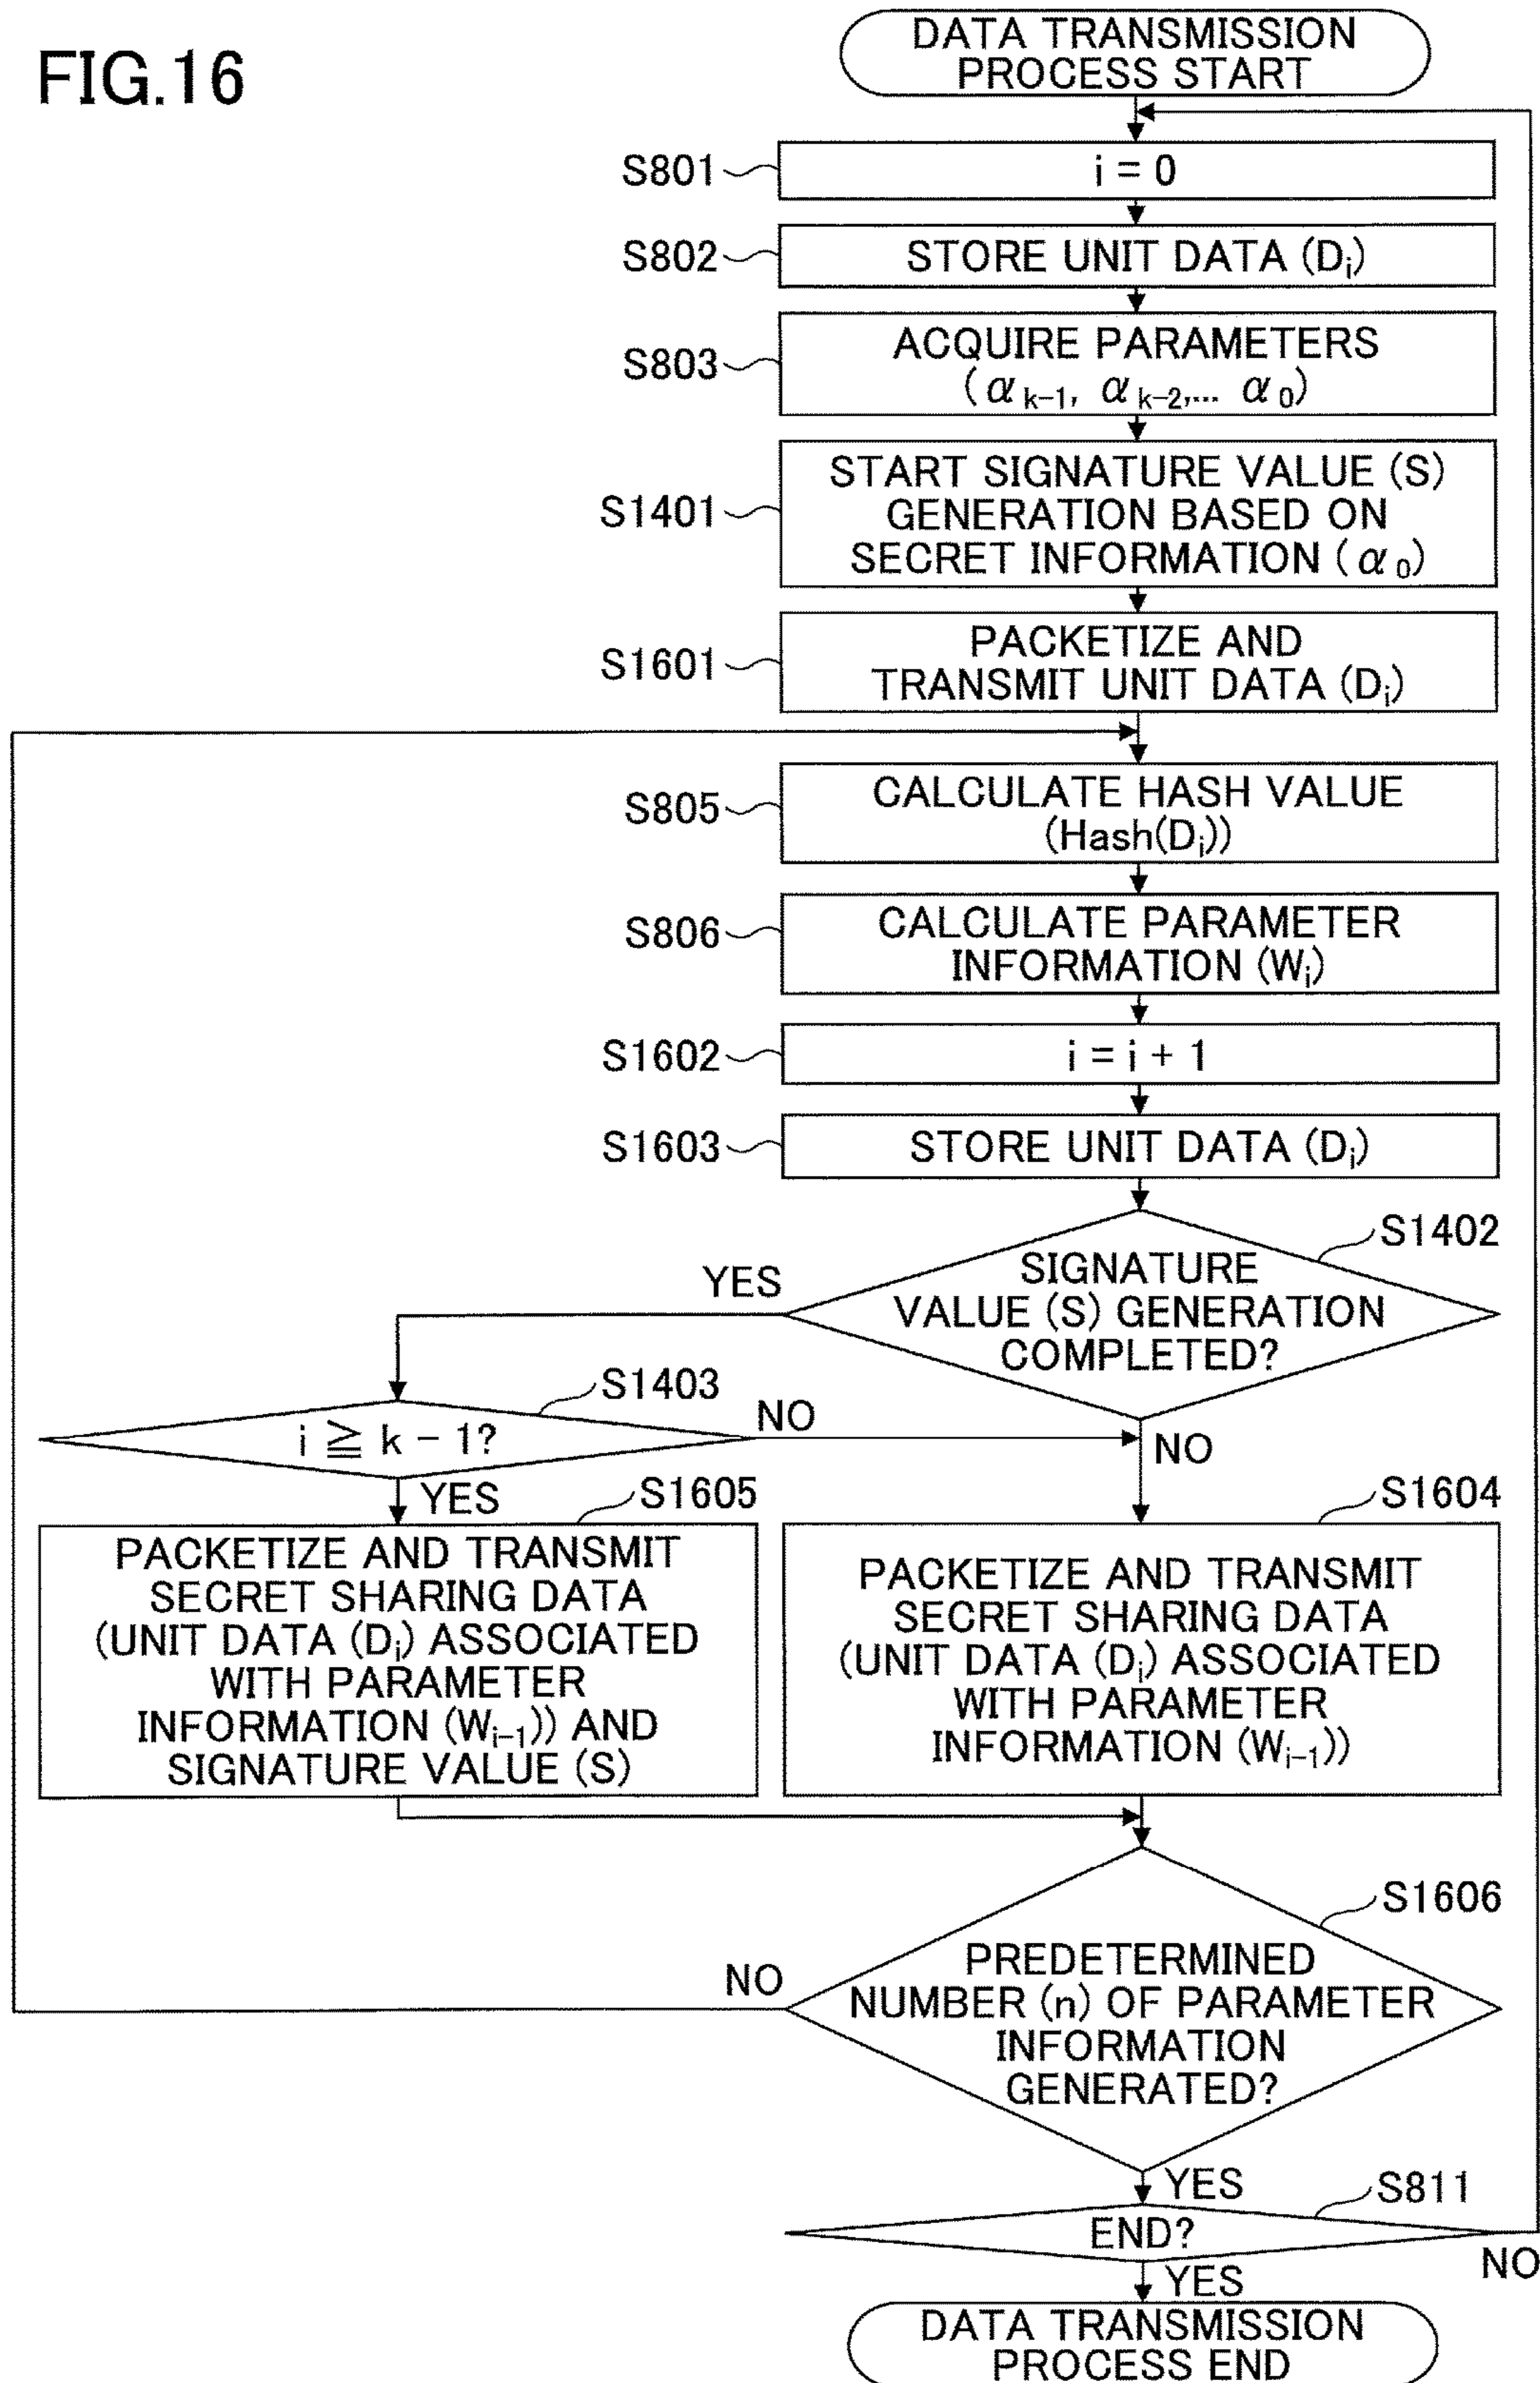 FIG.16
DATA TRANSMISSION
PROCESS START
S801
i = 0
S802
STORE UNIT DATA (Di)
S803
ACQUIRE PARAMETERS
(αk-1, αk-2,... α0)
S1401
START SIGNATURE VALUE (S)
GENERATION BASED ON
SECRET INFORMATION (α0)
S1601
PACKETIZE AND
TRANSMIT UNIT DATA (Di)
S805
CALCULATE HASH VALUE
(Hash(Di))
S806
CALCULATE PARAMETER
INFORMATION (Wi)
S1602
i = i + 1
S1603
STORE UNIT DATA (Di)
S1402
SIGNATURE
VALUE (S) GENERATION
COMPLETED?
YES
NO
S1403
i ≧ k - 1?
NO
YES
S1605
PACKETIZE AND TRANSMIT
SECRET SHARING DATA
(UNIT DATA (Di) ASSOCIATED
WITH PARAMETER
INFORMATION (Wi-1)) AND
SIGNATURE VALUE (S)
S1604
PACKETIZE AND TRANSMIT
SECRET SHARING DATA
(UNIT DATA (Di) ASSOCIATED
WITH PARAMETER
INFORMATION (Wi-1))
S1606
PREDETERMINED
NUMBER (n) OF PARAMETER
INFORMATION
GENERATED?
NO
YES
S811
END?
NO
YES
DATA TRANSMISSION
PROCESS END